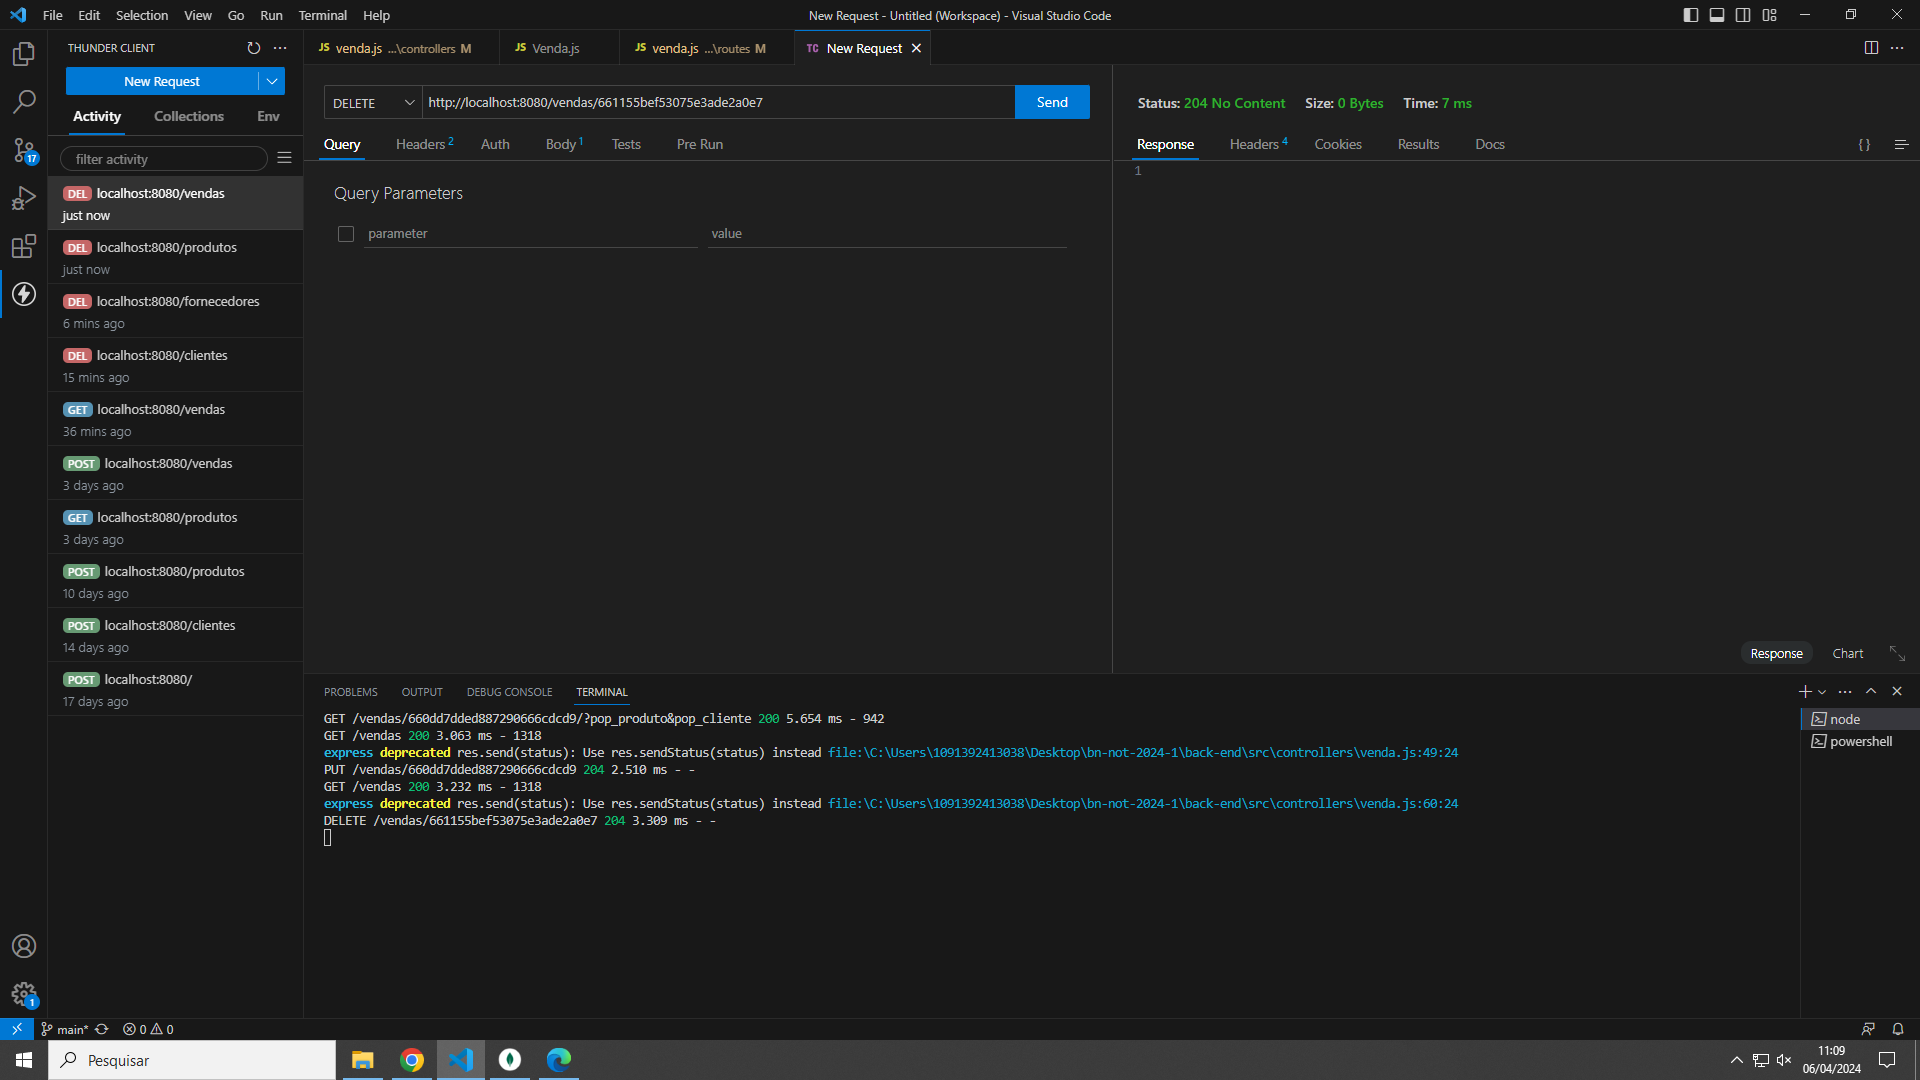 File Edit Selection View Go Run Terminal Help
New Request - Untitled (Workspace) - Visual Studio Code
THUNDER CLIENT
New Request
Activity Collections Env
filter activity
DEL localhost:8080/vendas
just now
DEL localhost:8080/produtos
just now
DEL localhost:8080/fornecedores
6 mins ago
DEL localhost:8080/clientes
15 mins ago
GET localhost:8080/vendas
36 mins ago
POST localhost:8080/vendas
3 days ago
GET localhost:8080/produtos
3 days ago
POST localhost:8080/produtos
10 days ago
POST localhost:8080/clientes
14 days ago
POST localhost:8080/
17 days ago
17
1
JS venda.js ...\controllers M
JS Venda.js
JS venda.js ...\routes M
TC New Request
DELETE http://localhost:8080/vendas/661155bef53075e3ade2a0e7 Send
Query Headers 2 Auth Body 1 Tests Pre Run
Query Parameters
parameter value
Status: 204 No Content Size: 0 Bytes Time: 7 ms
Response Headers 4 Cookies Results Docs { }
1
Response Chart
PROBLEMS OUTPUT DEBUG CONSOLE TERMINAL
GET /vendas/660dd7dded887290666cdcd9/?pop_produto&pop_cliente 200 5.654 ms - 942
GET /vendas 200 3.063 ms - 1318
express deprecated res.send(status): Use res.sendStatus(status) instead file:\C:\Users\1091392413038\Desktop\bn-not-2024-1\back-end\src\controllers\venda.js:49:24
PUT /vendas/660dd7dded887290666cdcd9 204 2.510 ms - -
GET /vendas 200 3.232 ms - 1318
express deprecated res.send(status): Use res.sendStatus(status) instead file:\C:\Users\1091392413038\Desktop\bn-not-2024-1\back-end\src\controllers\venda.js:60:24
DELETE /vendas/661155bef53075e3ade2a0e7 204 3.309 ms - -
node
powershell
main* 0 0
Pesquisar
11:09
06/04/2024